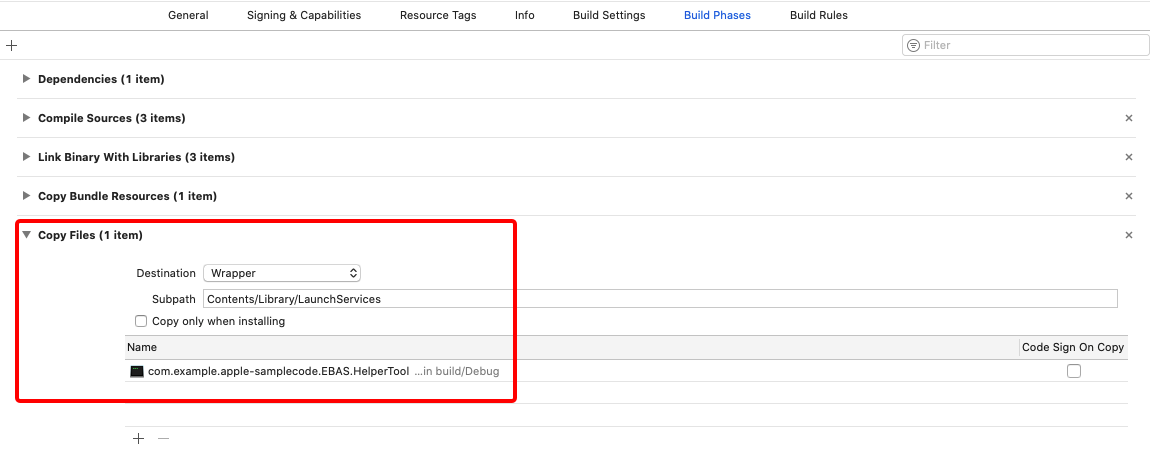 General Signing & Capabilities Resource Tags Info Build Settings Build Phases Build Rules
Filter
Dependencies (1 item)
Compile Sources (3 items)
Link Binary With Libraries (3 items)
Copy Bundle Resources (1 item)
Copy Files (1 item)
Destination Wrapper
Subpath Contents/Library/LaunchServices
Copy only when installing
Name Code Sign On Copy
com.example.apple-samplecode.EBAS.HelperTool ...in build/Debug